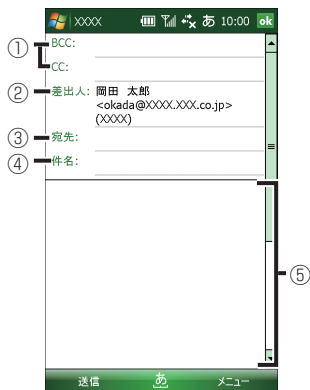 XXXX あ 10:00 ok
① BCC:
CC:
② 差出人: 岡田 太郎
<okada@XXXX.XXX.co.jp>
(XXXX)
③ 宛先:
④ 件名:
⑤
送信 あ メニュー